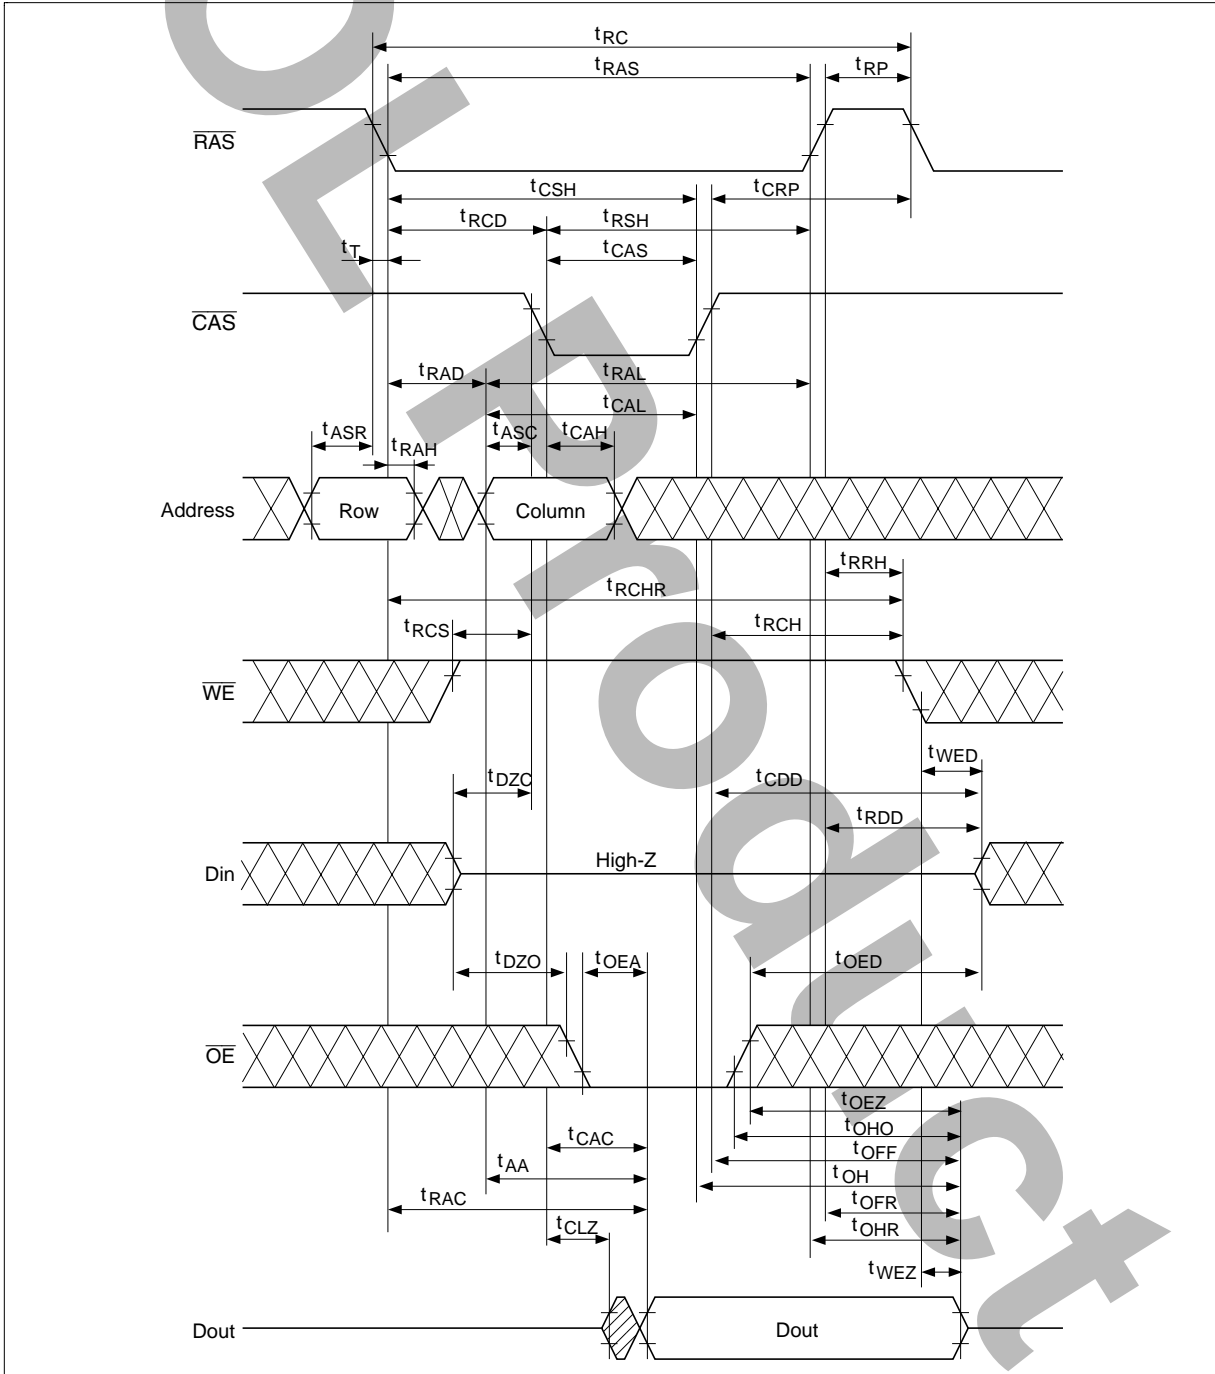 tRC
tRAS tRP
RAS
tCSH tCRP
tRCD tRSH
tT tCAS
CAS
tRAD tRAL
tCAL
tASR tRAH tASC tCAH
Address Row Column
tRRH
tRCHR
tRCS tRCH
WE
tWED
tDZC tCDD
tRDD
Din High-Z
tDZO tOEA tOED
OE
tOEZ
tCAC tOHO
tAA tOFF
tOH
tRAC tOFR
tCLZ tOHR
tWEZ
Dout Dout
OL Product